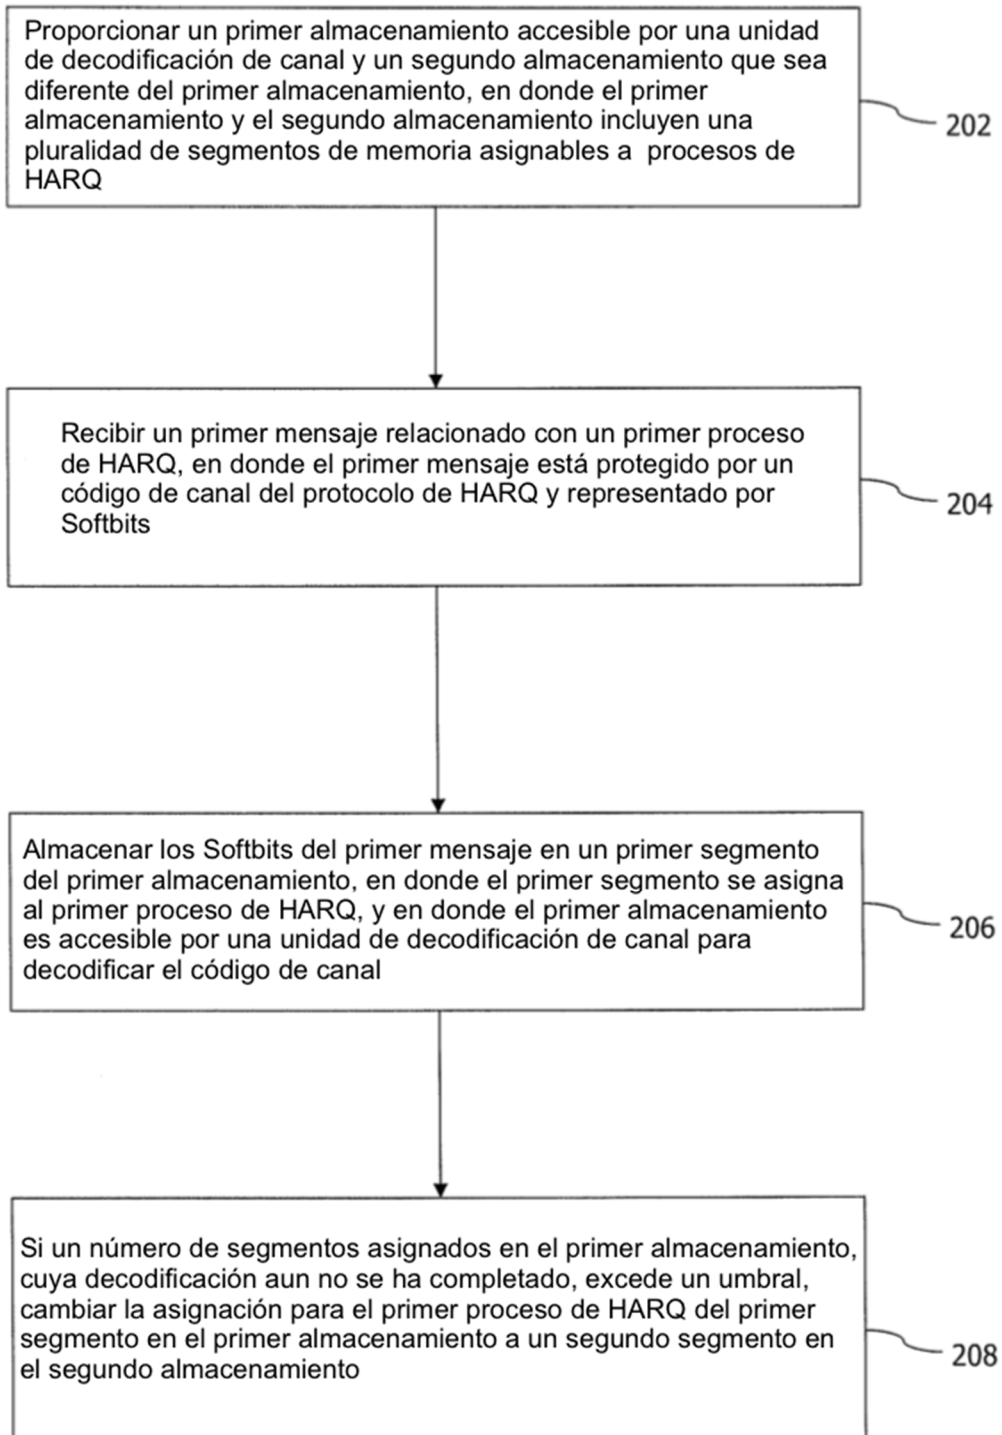 Proporcionar un primer almacenamiento accesible por una unidad
de decodificación de canal y un segundo almacenamiento que sea
diferente del primer almacenamiento, en donde el primer
almacenamiento y el segundo almacenamiento incluyen una
pluralidad de segmentos de memoria asignables a procesos de
HARQ
202
Recibir un primer mensaje relacionado con un primer proceso
de HARQ, en donde el primer mensaje está protegido por un
código de canal del protocolo de HARQ y representado por
Softbits
204
Almacenar los Softbits del primer mensaje en un primer segmento
del primer almacenamiento, en donde el primer segmento se asigna
al primer proceso de HARQ, y en donde el primer almacenamiento
es accesible por una unidad de decodificación de canal para
decodificar el código de canal
206
Si un número de segmentos asignados en el primer almacenamiento,
cuya decodificación aun no se ha completado, excede un umbral,
cambiar la asignación para el primer proceso de HARQ del primer
segmento en el primer almacenamiento a un segundo segmento en
el segundo almacenamiento
208